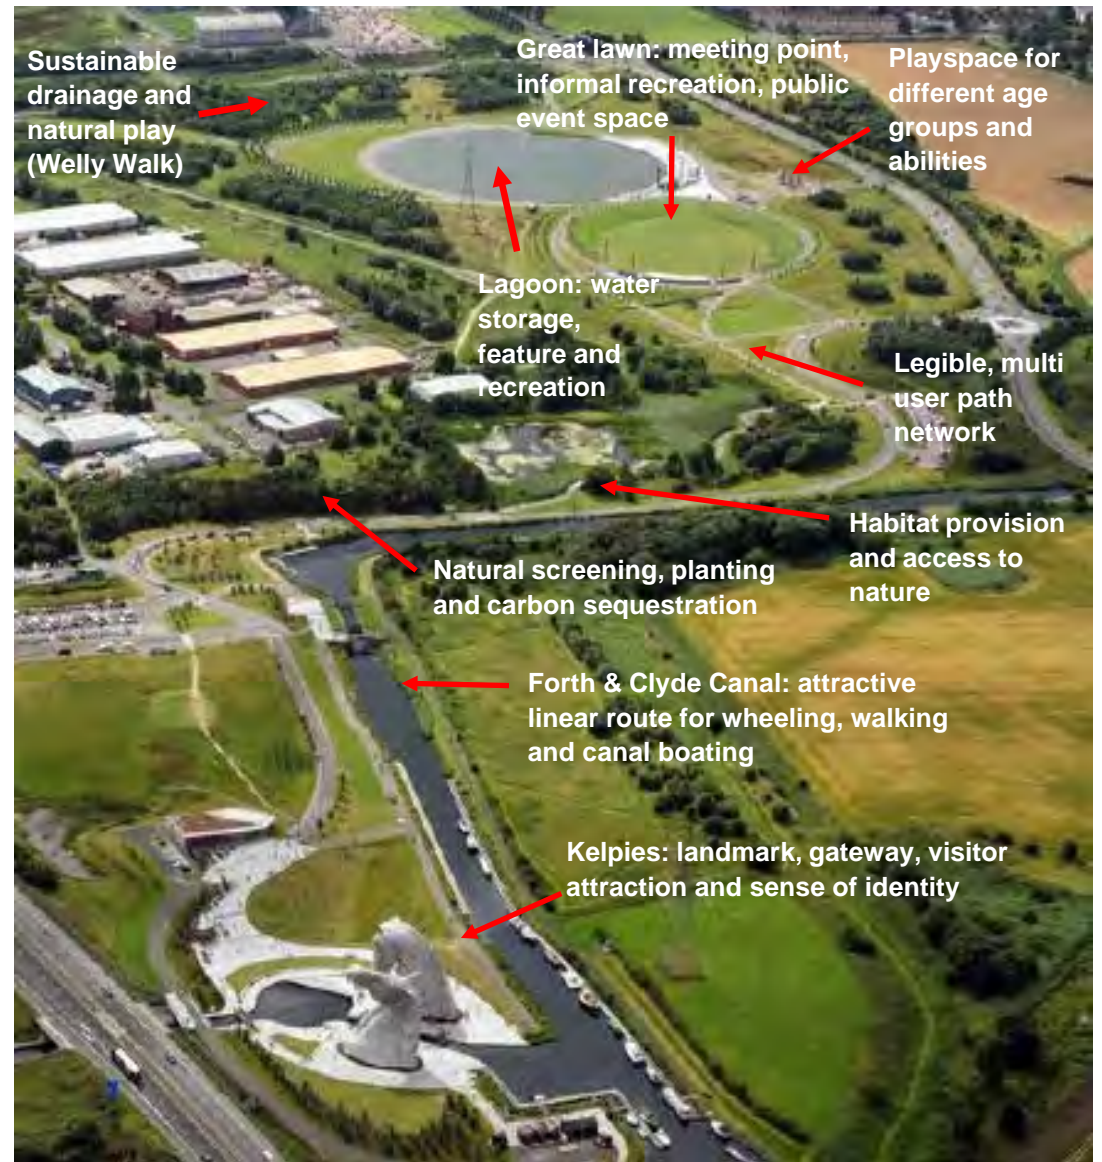 Sustainable
drainage and
natural play
(Welly Walk)
Great lawn: meeting point,
informal recreation, public
event space
Playspace for
different age
groups and
abilities
Lagoon: water
storage,
feature and
recreation
Legible, multi
user path
network
Habitat provision
and access to
nature
Natural screening, planting
and carbon sequestration
Forth & Clyde Canal: attractive
linear route for wheeling, walking
and canal boating
Kelpies: landmark, gateway, visitor
attraction and sense of identity